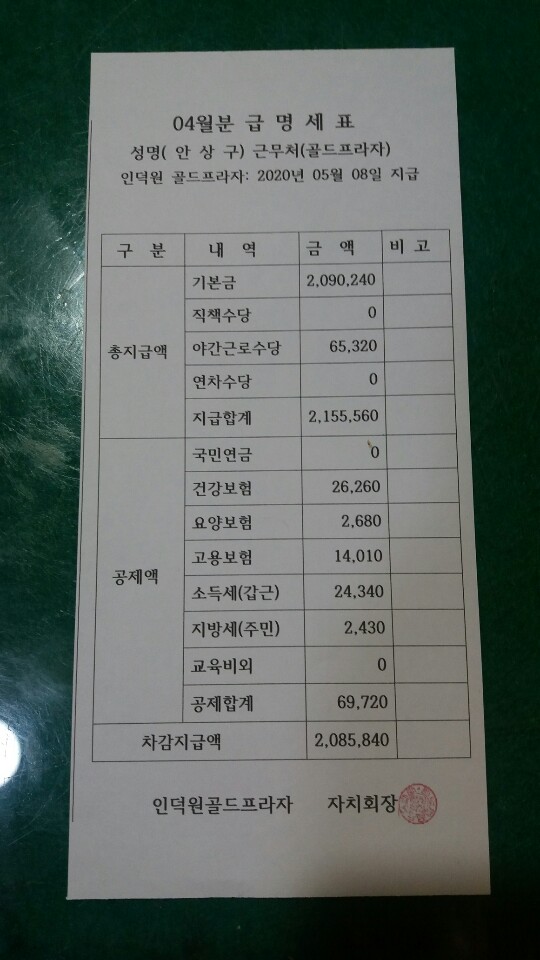 04월분 급 명 세 표
성명( 안 상 구) 근무처(골드프라자)
인덕원 골드프라자: 2020년 05월 08일 지급
구 분 내 역 금 액 비 고
총지급액
기본금 2,090,240
직책수당 0
야간근로수당 65,320
연차수당 0
지급합계 2,155,560
공제액
국민연금 0
건강보험 26,260
요양보험 2,680
고용보험 14,010
소득세(갑근) 24,340
지방세(주민) 2,430
교육비외 0
공제합계 69,720
차감지급액 2,085,840
인덕원골드프라자 자치회장